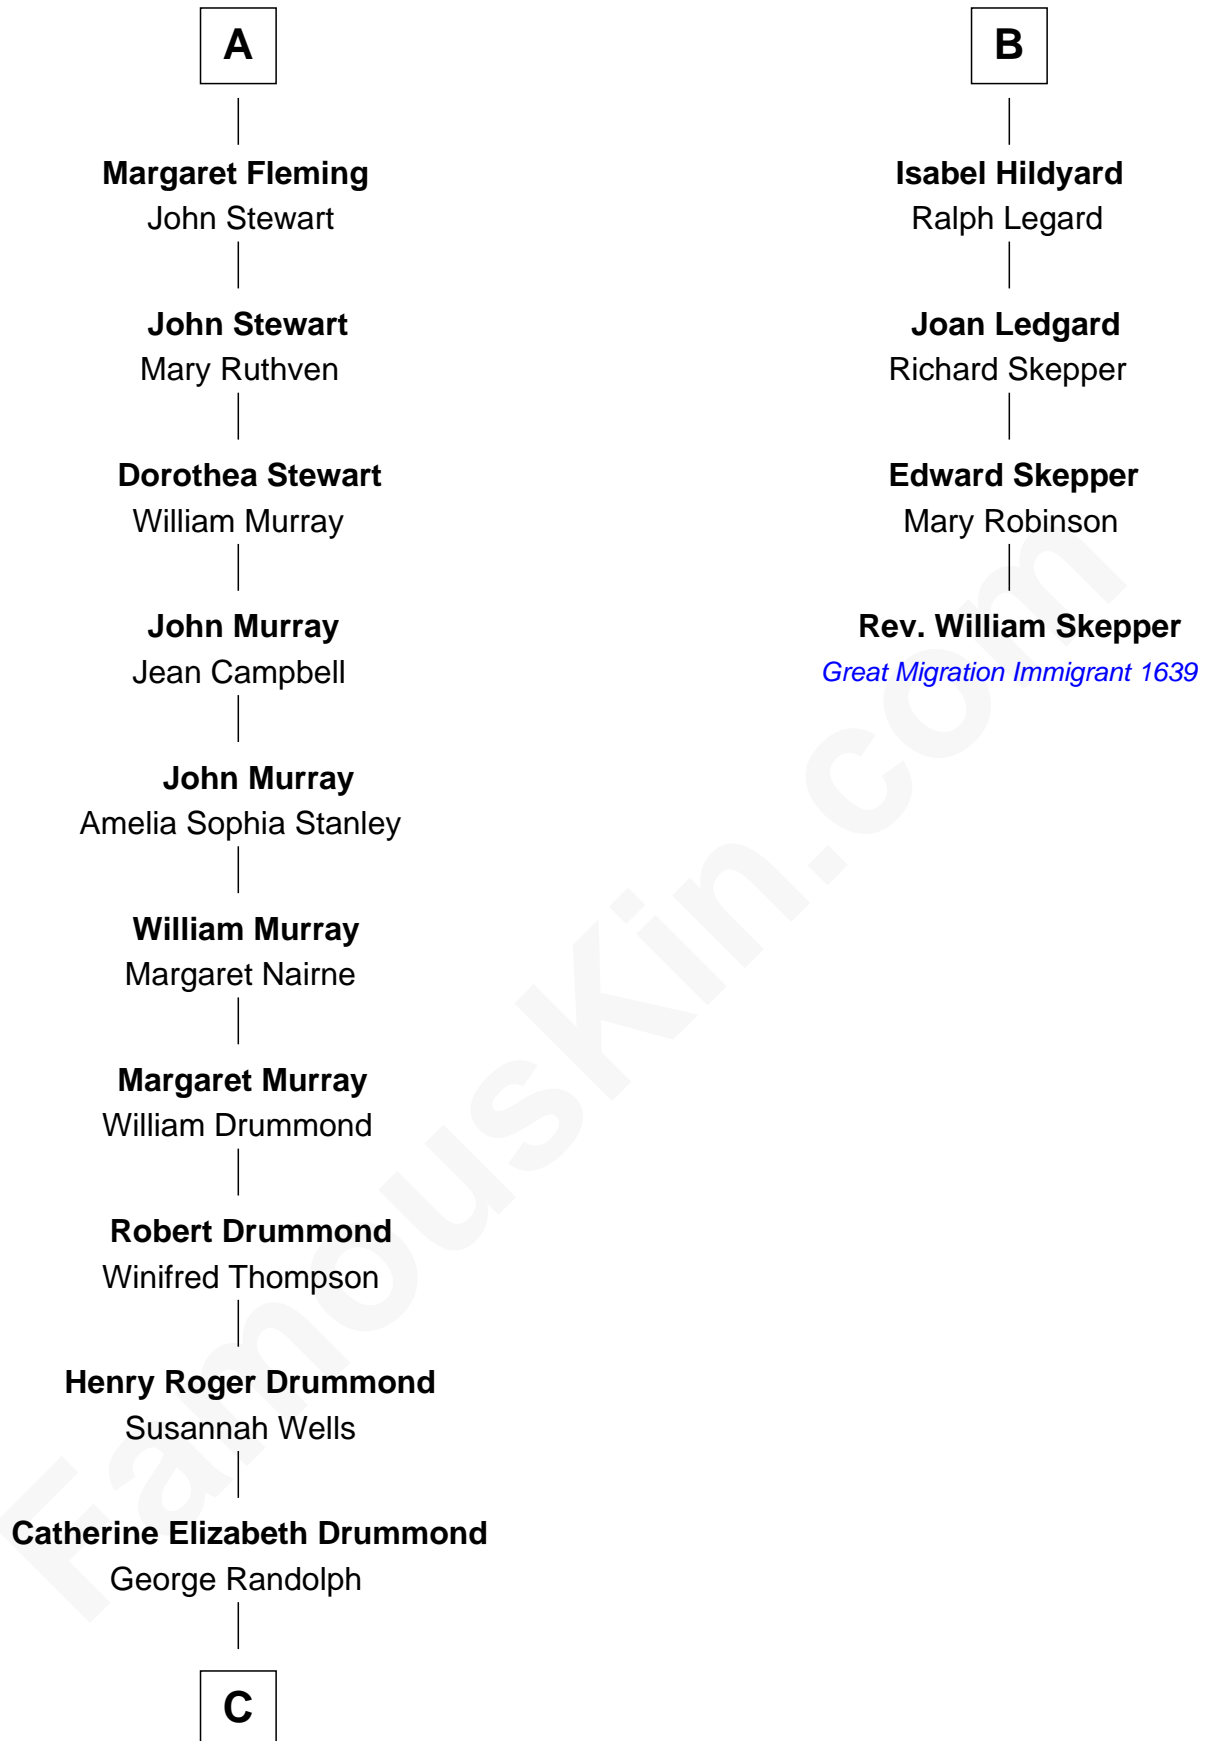 A
Margaret Fleming
John Stewart
John Stewart
Mary Ruthven
Dorothea Stewart
William Murray
John Murray
Jean Campbell
John Murray
Amelia Sophia Stanley
William Murray
Margaret Nairne
Margaret Murray
William Drummond
Robert Drummond
Winifred Thompson
Henry Roger Drummond
Susannah Wells
Catherine Elizabeth Drummond
George Randolph
C
B
Isabel Hildyard
Ralph Legard
Joan Ledgard
Richard Skepper
Edward Skepper
Mary Robinson
Rev. William Skepper
Great Migration Immigrant 1639
FamousKin.com